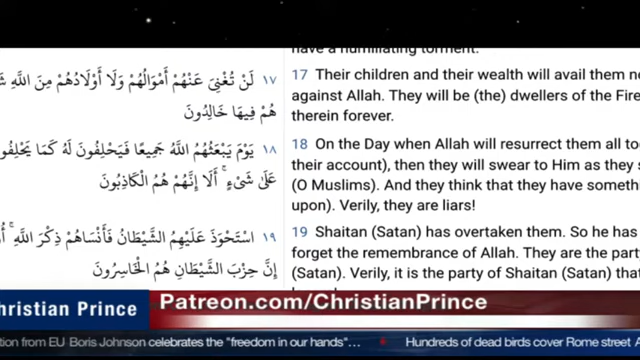 have a humiliating torment.
١٧ لَنْ تُغْنِىَ عَنْهُمْ أَمْوَالُهُمْ وَلَا أَوْلَادُهُمْ مِنَ اللَّهِ
هُمْ فِيهَا خَالِدُونَ
17 Their children and their wealth will avail them
against Allah. They will be (the) dwellers of the Fire
therein forever.
١٨ يَوْمَ يَبْعَثُهُمُ اللَّهُ جَمِيعًا فَيَحْلِفُونَ لَهُ كَمَا
عَلَى شَىْءٍ ۚ أَلَا إِنَّهُمْ هُمُ الْكَاذِبُونَ
18 On the Day when Allah will resurrect them all
their account), then they will swear to Him as they
(O Muslims). And they think that they have
upon). Verily, they are liars!
١٩ اسْتَحْوَذَ عَلَيْهِمُ الشَّيْطَانُ فَأَنْسَاهُمْ ذِكْرَ اللَّهِ ۚ
إِنَّ حِزْبَ الشَّيْطَانِ هُمُ الْخَاسِرُونَ
19 Shaitan (Satan) has overtaken them. So he has
forget the remembrance of Allah. They are the party
(Satan). Verily, it is the party of Shaitan (Satan)
Christian Prince
Patreon.com/ChristianPrince
from EU Boris Johnson celebrates the "freedom in our hands"... Hundreds of dead birds cover Rome street